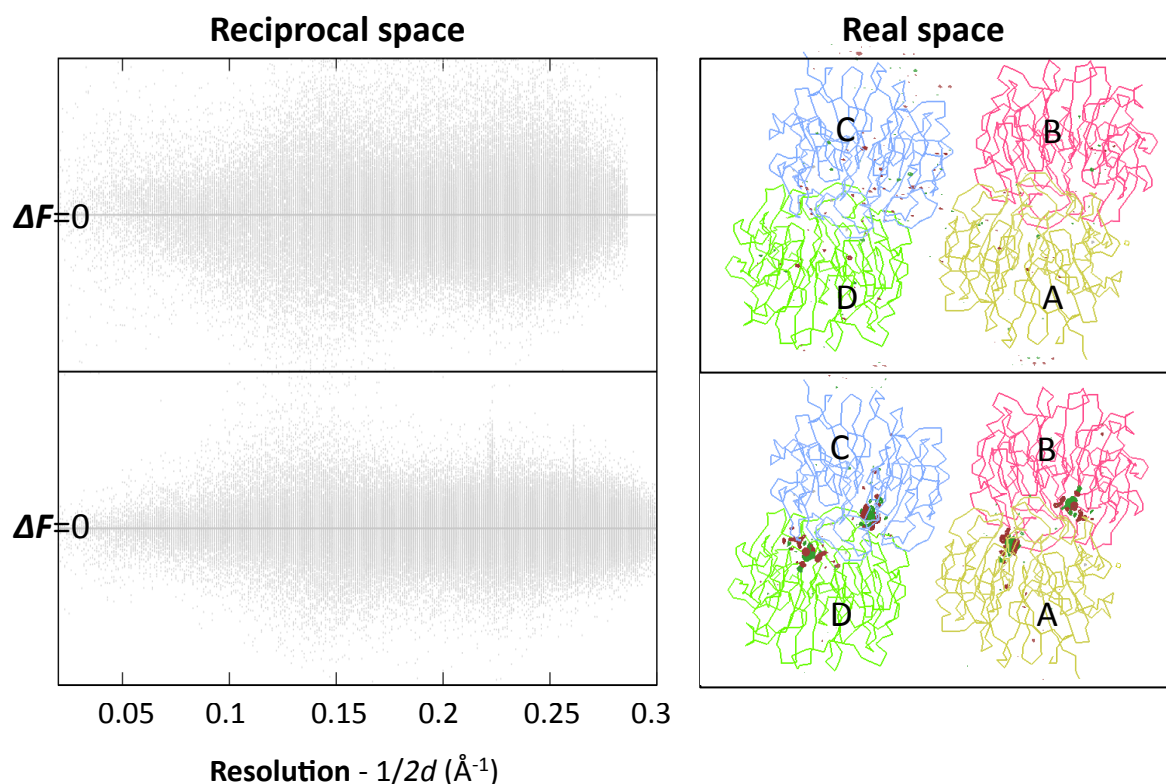 Reciprocal space
Real space
ΔF=0
C
B
D
A
ΔF=0
C
B
D
A
0.05 0.1 0.15 0.2 0.25 0.3
Resolution - 1/2d (Å⁻¹)